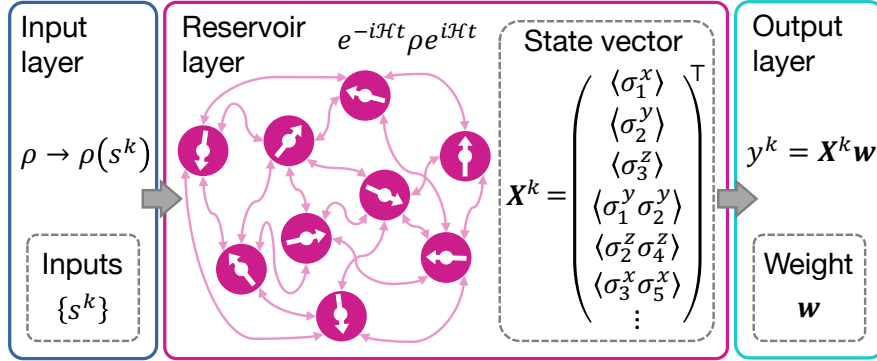 Input
layer
ρ → ρ(s^k)
Inputs
{s^k}
Reservoir
layer
e^{-iℋt}ρe^{iℋt}
State vector
X^k =
⟨σ_1^x⟩
⟨σ_2^y⟩
⟨σ_3^z⟩
⟨σ_1^y σ_2^y⟩
⟨σ_2^z σ_4^z⟩
⟨σ_3^x σ_5^x⟩
⋮
⊤
Output
layer
y^k = X^k w
Weight
w